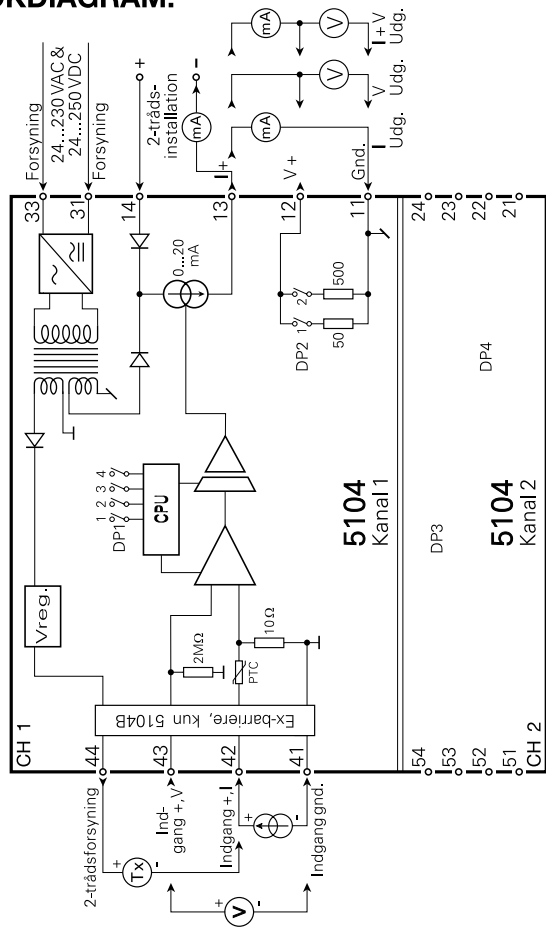 OKDIAGRAM:
Forsyning
24...230 VAC &
24...250 VDC
Forsyning
+
2-tråds-
installation
-
mA
I+
mA
V
I + V
Udg.
V
V
Udg.
mA
I
Udg.
V +
Gnd.
33
31
14
13
12
11
24
23
22
21
0...20
mA
DP2
1
2
50
500
DP4
DP1
1 2 3 4
CPU
5104
Kanal 1
DP3
5104
Kanal 2
Vreg.
2MΩ
PTC
10Ω
Ex-barriere, kun 5104B
CH 1
44
43
42
41
54
53
52
51
CH 2
2-trådsforsyning
+
Tx
-
Ind-
gang +, V
Indgang +, I
+
-
Indgang gnd.
+
V
-